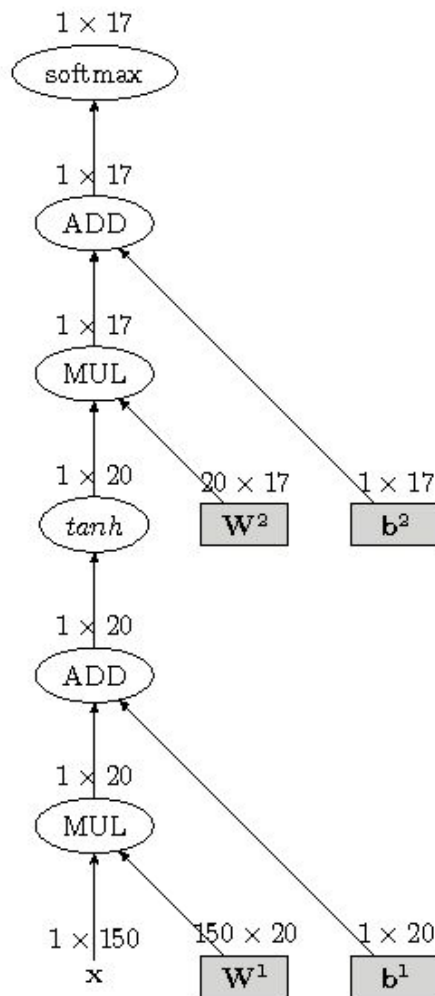 1 × 17
softmax
1 × 17
ADD
1 × 17
MUL
1 × 20
20 × 17
1 × 17
tanh
W²
b²
1 × 20
ADD
1 × 20
MUL
1 × 150
150 × 20
1 × 20
x
W¹
b¹